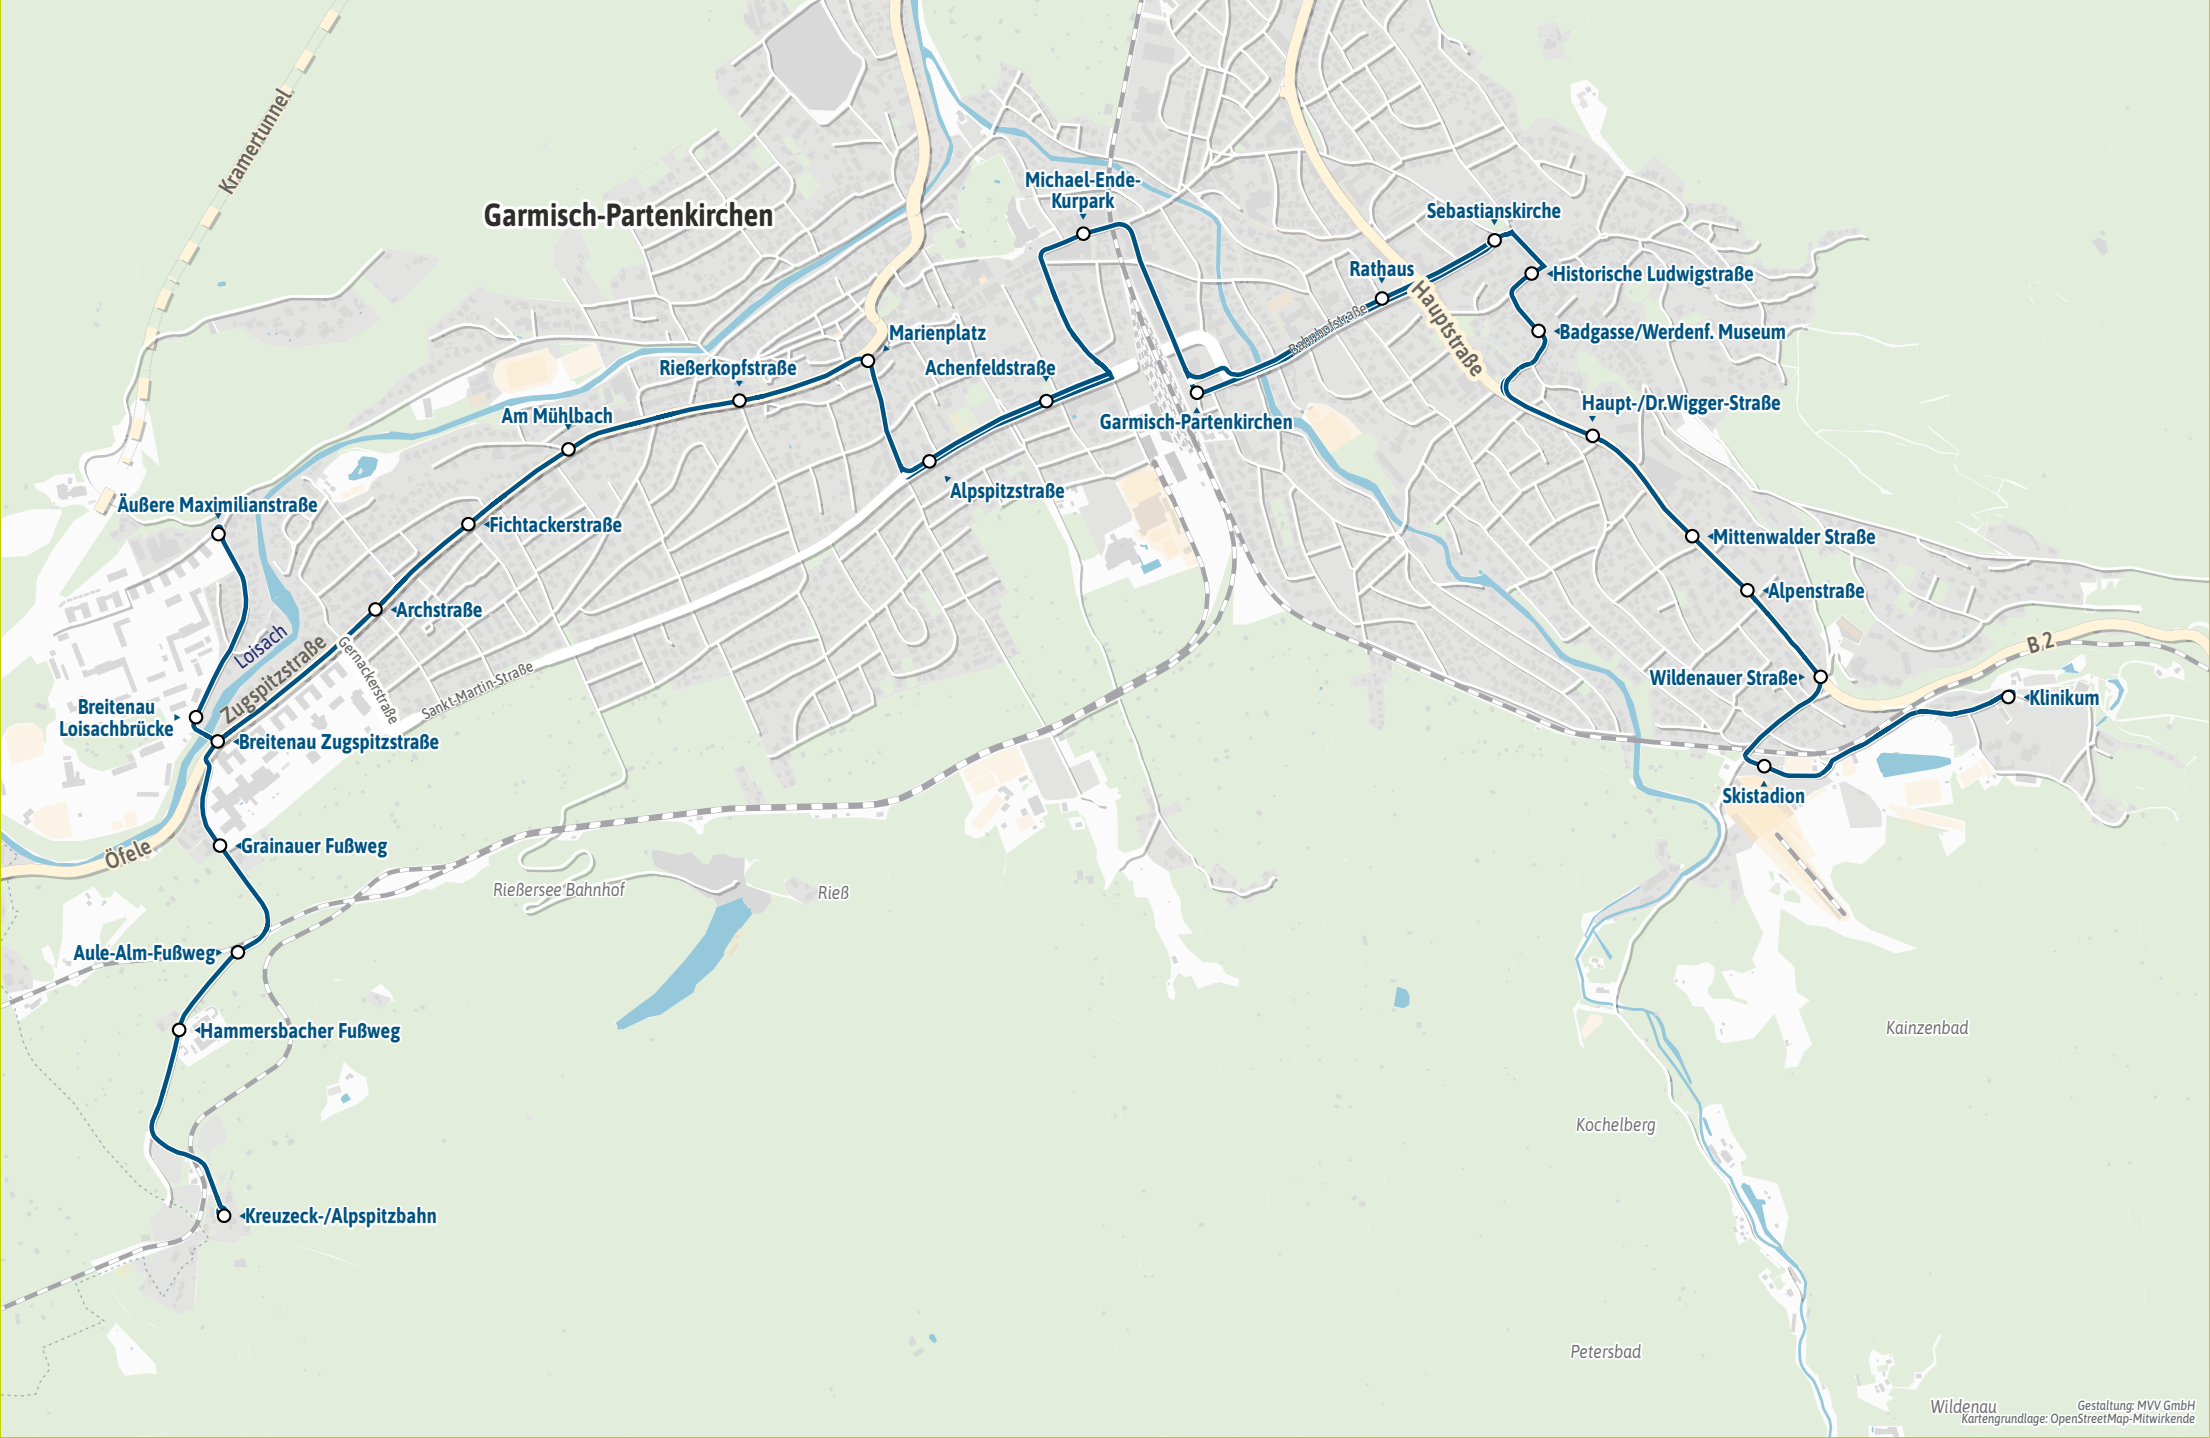 Kramertunnel
Garmisch-Partenkirchen
Michael-Ende-
Kurpark
Sebastianskirche
Rathaus
Historische Ludwigstraße
Hauptstraße
Bahnhofstraße
Marienplatz
Badgasse/Werdenf. Museum
Rießerkopfstraße
Achenfeldstraße
Am Mühlbach
Garmisch-Partenkirchen
Haupt-/Dr.Wigger-Straße
Äußere Maximilianstraße
Alpspitzstraße
Fichtackerstraße
Mittenwalder Straße
Archstraße
Alpenstraße
Loisach
Zugspitzstraße
Gernackerstraße
Sankt-Martin-Straße
B 2
Wildenauer Straße
Klinikum
Breitenau
Loisachbrücke
Breitenau Zugspitzstraße
Skistadion
Öfele
Grainauer Fußweg
Rießersee Bahnhof
Rieß
Aule-Alm-Fußweg
Hammersbacher Fußweg
Kainzenbad
Kochelberg
Kreuzeck-/Alpspitzbahn
Petersbad
Wildenau
Gestaltung: MVV GmbH
Kartengrundlage: OpenStreetMap-Mitwirkende